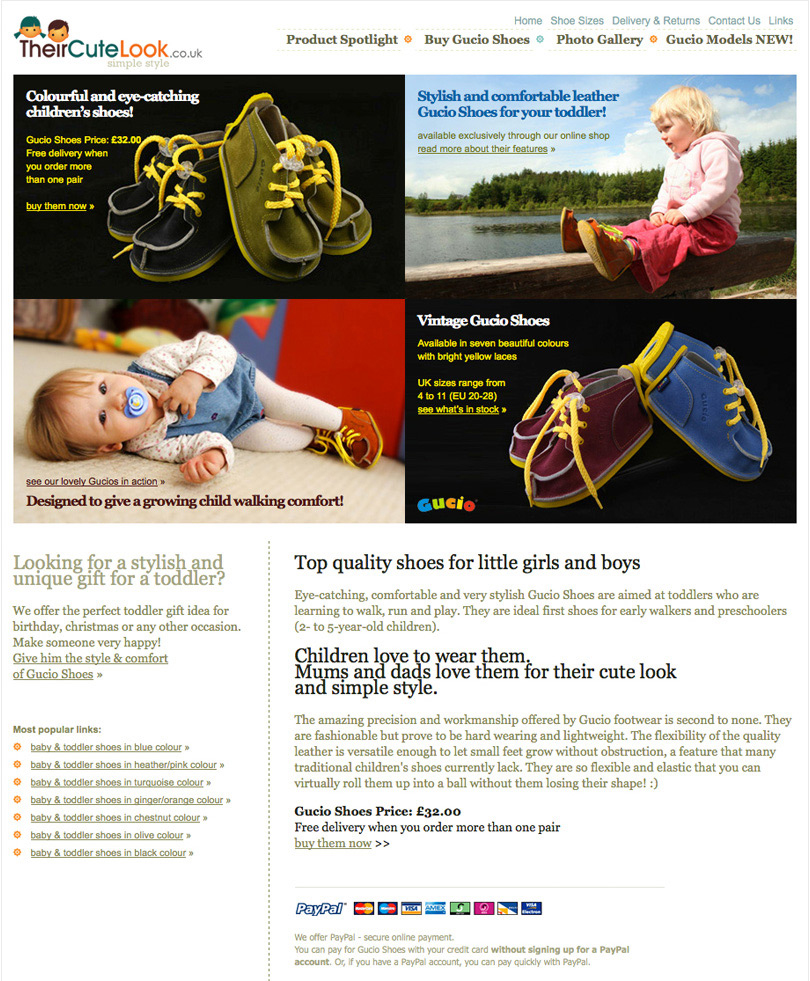 Home Shoe Sizes Delivery & Returns Contact Us Links
TheirCuteLook.co.uk
simple style
Product Spotlight Buy Gucio Shoes Photo Gallery Gucio Models NEW!
Colourful and eye-catching
children's shoes!
Gucio Shoes Price: £32.00
Free delivery when
you order more
than one pair
buy them now »
Stylish and comfortable leather
Gucio Shoes for your toddler!
available exclusively through our online shop
read more about their features »
see our lovely Gucios in action »
Designed to give a growing child walking comfort!
Vintage Gucio Shoes
Available in seven beautiful colours
with bright yellow laces
UK sizes range from
4 to 11 (EU 20-28)
see what's in stock »
Gucio
Looking for a stylish and
unique gift for a toddler?
We offer the perfect toddler gift idea for
birthday, christmas or any other occasion.
Make someone very happy!
Give him the style & comfort
of Gucio Shoes »
Most popular links:
baby & toddler shoes in blue colour »
baby & toddler shoes in heather/pink colour »
baby & toddler shoes in turquoise colour »
baby & toddler shoes in ginger/orange colour »
baby & toddler shoes in chestnut colour »
baby & toddler shoes in olive colour »
baby & toddler shoes in black colour »
Top quality shoes for little girls and boys
Eye-catching, comfortable and very stylish Gucio Shoes are aimed at toddlers who are
learning to walk, run and play. They are ideal first shoes for early walkers and preschoolers
(2- to 5-year-old children).
Children love to wear them.
Mums and dads love them for their cute look
and simple style.
The amazing precision and workmanship offered by Gucio footwear is second to none. They
are fashionable but prove to be hard wearing and lightweight. The flexibility of the quality
leather is versatile enough to let small feet grow without obstruction, a feature that many
traditional children's shoes currently lack. They are so flexible and elastic that you can
virtually roll them up into a ball without them losing their shape! :)
Gucio Shoes Price: £32.00
Free delivery when you order more than one pair
buy them now >>
PayPal MasterCard Maestro VISA AMEX VISA Electron
We offer PayPal - secure online payment.
You can pay for Gucio Shoes with your credit card without signing up for a PayPal
account. Or, if you have a PayPal account, you can pay quickly with PayPal.